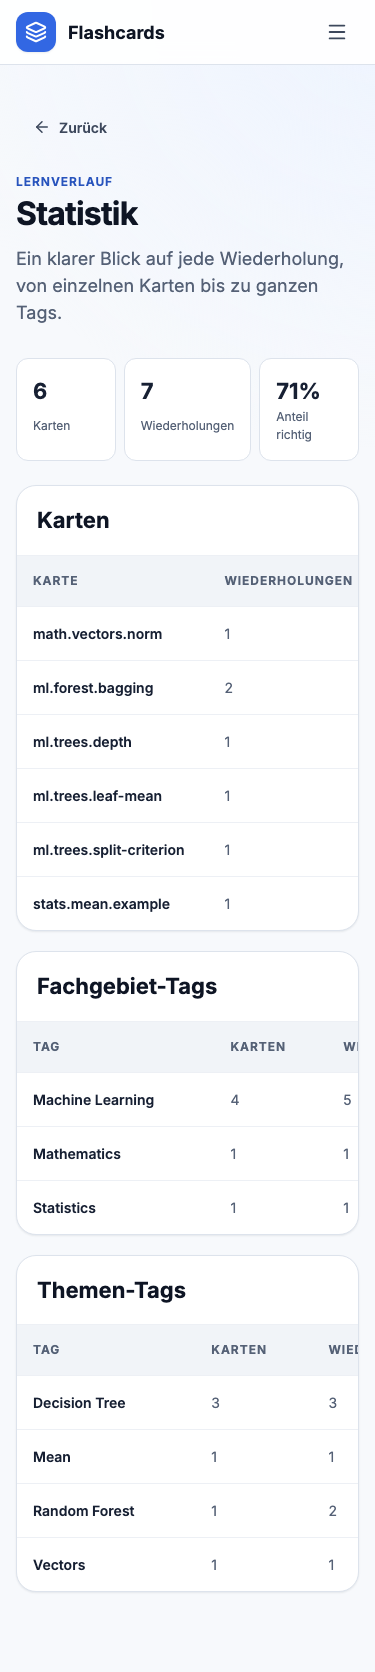 Flashcards
Zurück
LERNVERLAUF
Statistik
Ein klarer Blick auf jede Wiederholung,
von einzelnen Karten bis zu ganzen
Tags.
6
Karten
7
Wiederholungen
71%
Anteil
richtig
Karten
KARTE WIEDERHOLUNGEN
math.vectors.norm 1
ml.forest.bagging 2
ml.trees.depth 1
ml.trees.leaf-mean 1
ml.trees.split-criterion 1
stats.mean.example 1
Fachgebiet-Tags
TAG KARTEN
Machine Learning 4 5
Mathematics 1 1
Statistics 1 1
Themen-Tags
TAG KARTEN WIED
Decision Tree 3 3
Mean 1 1
Random Forest 1 2
Vectors 1 1